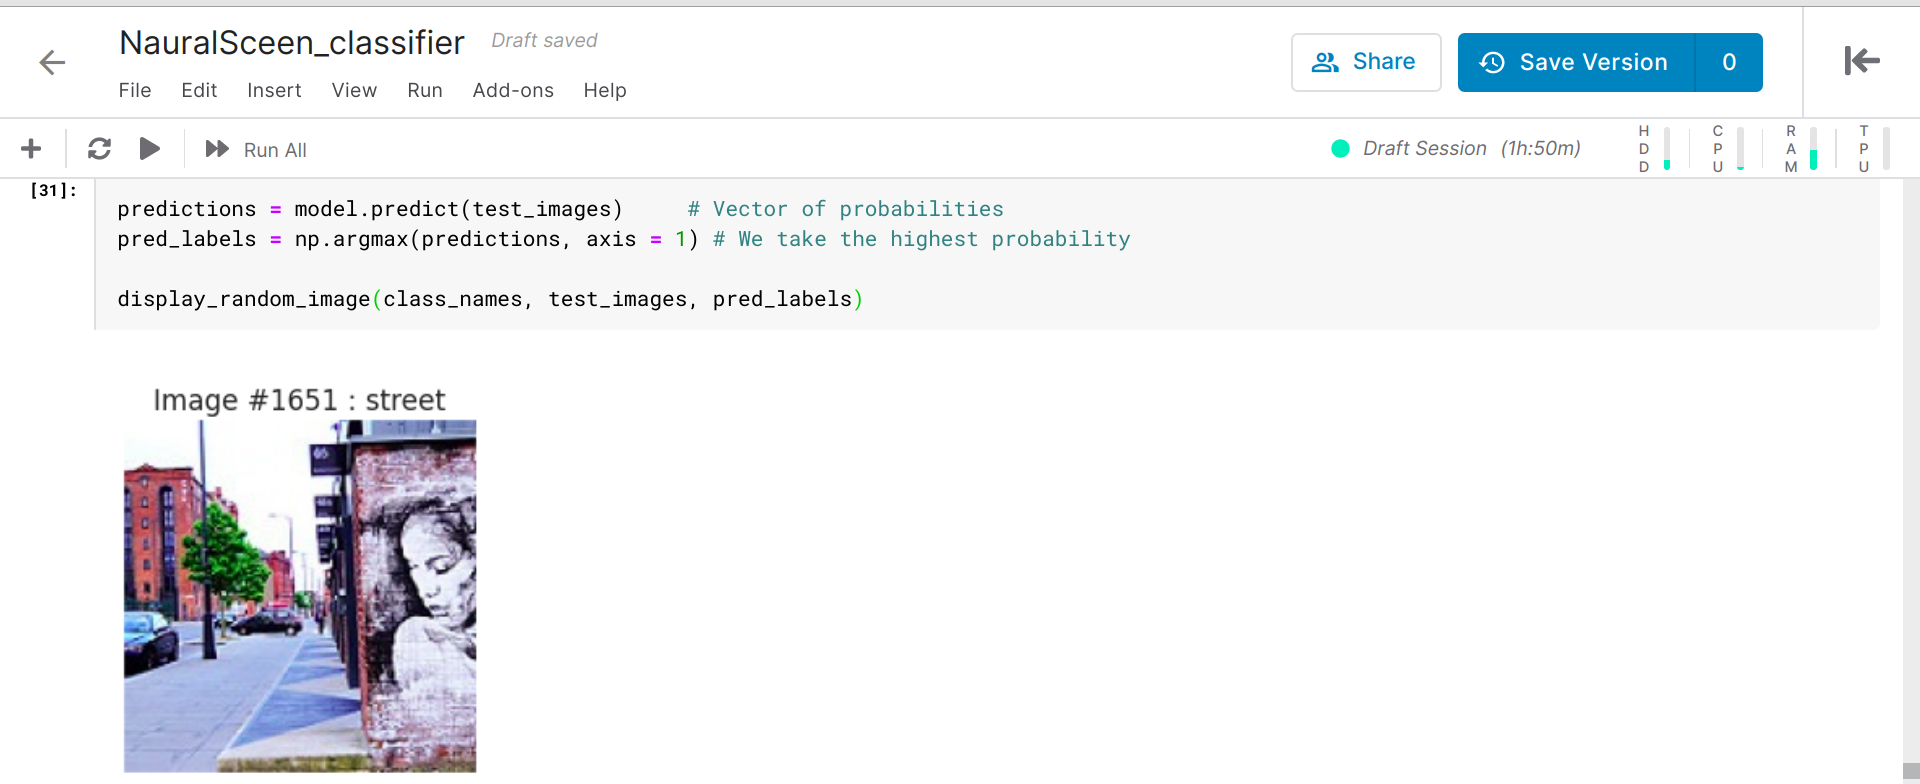 NauralSceen_classifier Draft saved
File Edit Insert View Run Add-ons Help
Share
Save Version 0
Run All
Draft Session (1h:50m)
HDD CPU RAM TPU
[31]:
predictions = model.predict(test_images)     # Vector of probabilities
pred_labels = np.argmax(predictions, axis = 1) # We take the highest probability
display_random_image(class_names, test_images, pred_labels)
Image #1651 : street